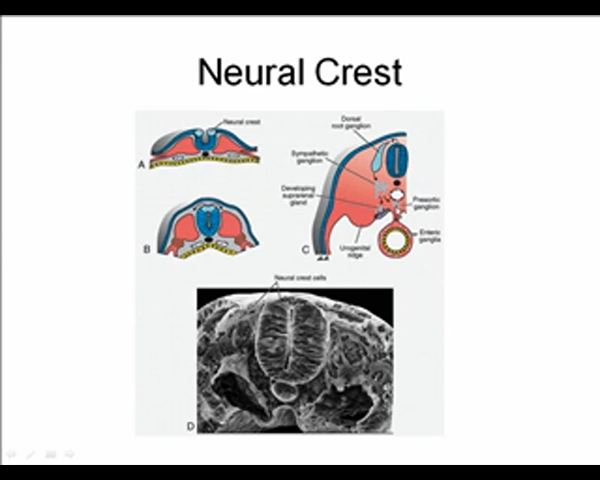 Neural Crest
Neural crest
A
B
Dorsal
root ganglion
Sympathetic
ganglion
Developing
suprarenal
gland
Preaortic
ganglion
Enteric
ganglia
Urogenital
ridge
C
Neural crest cells
D